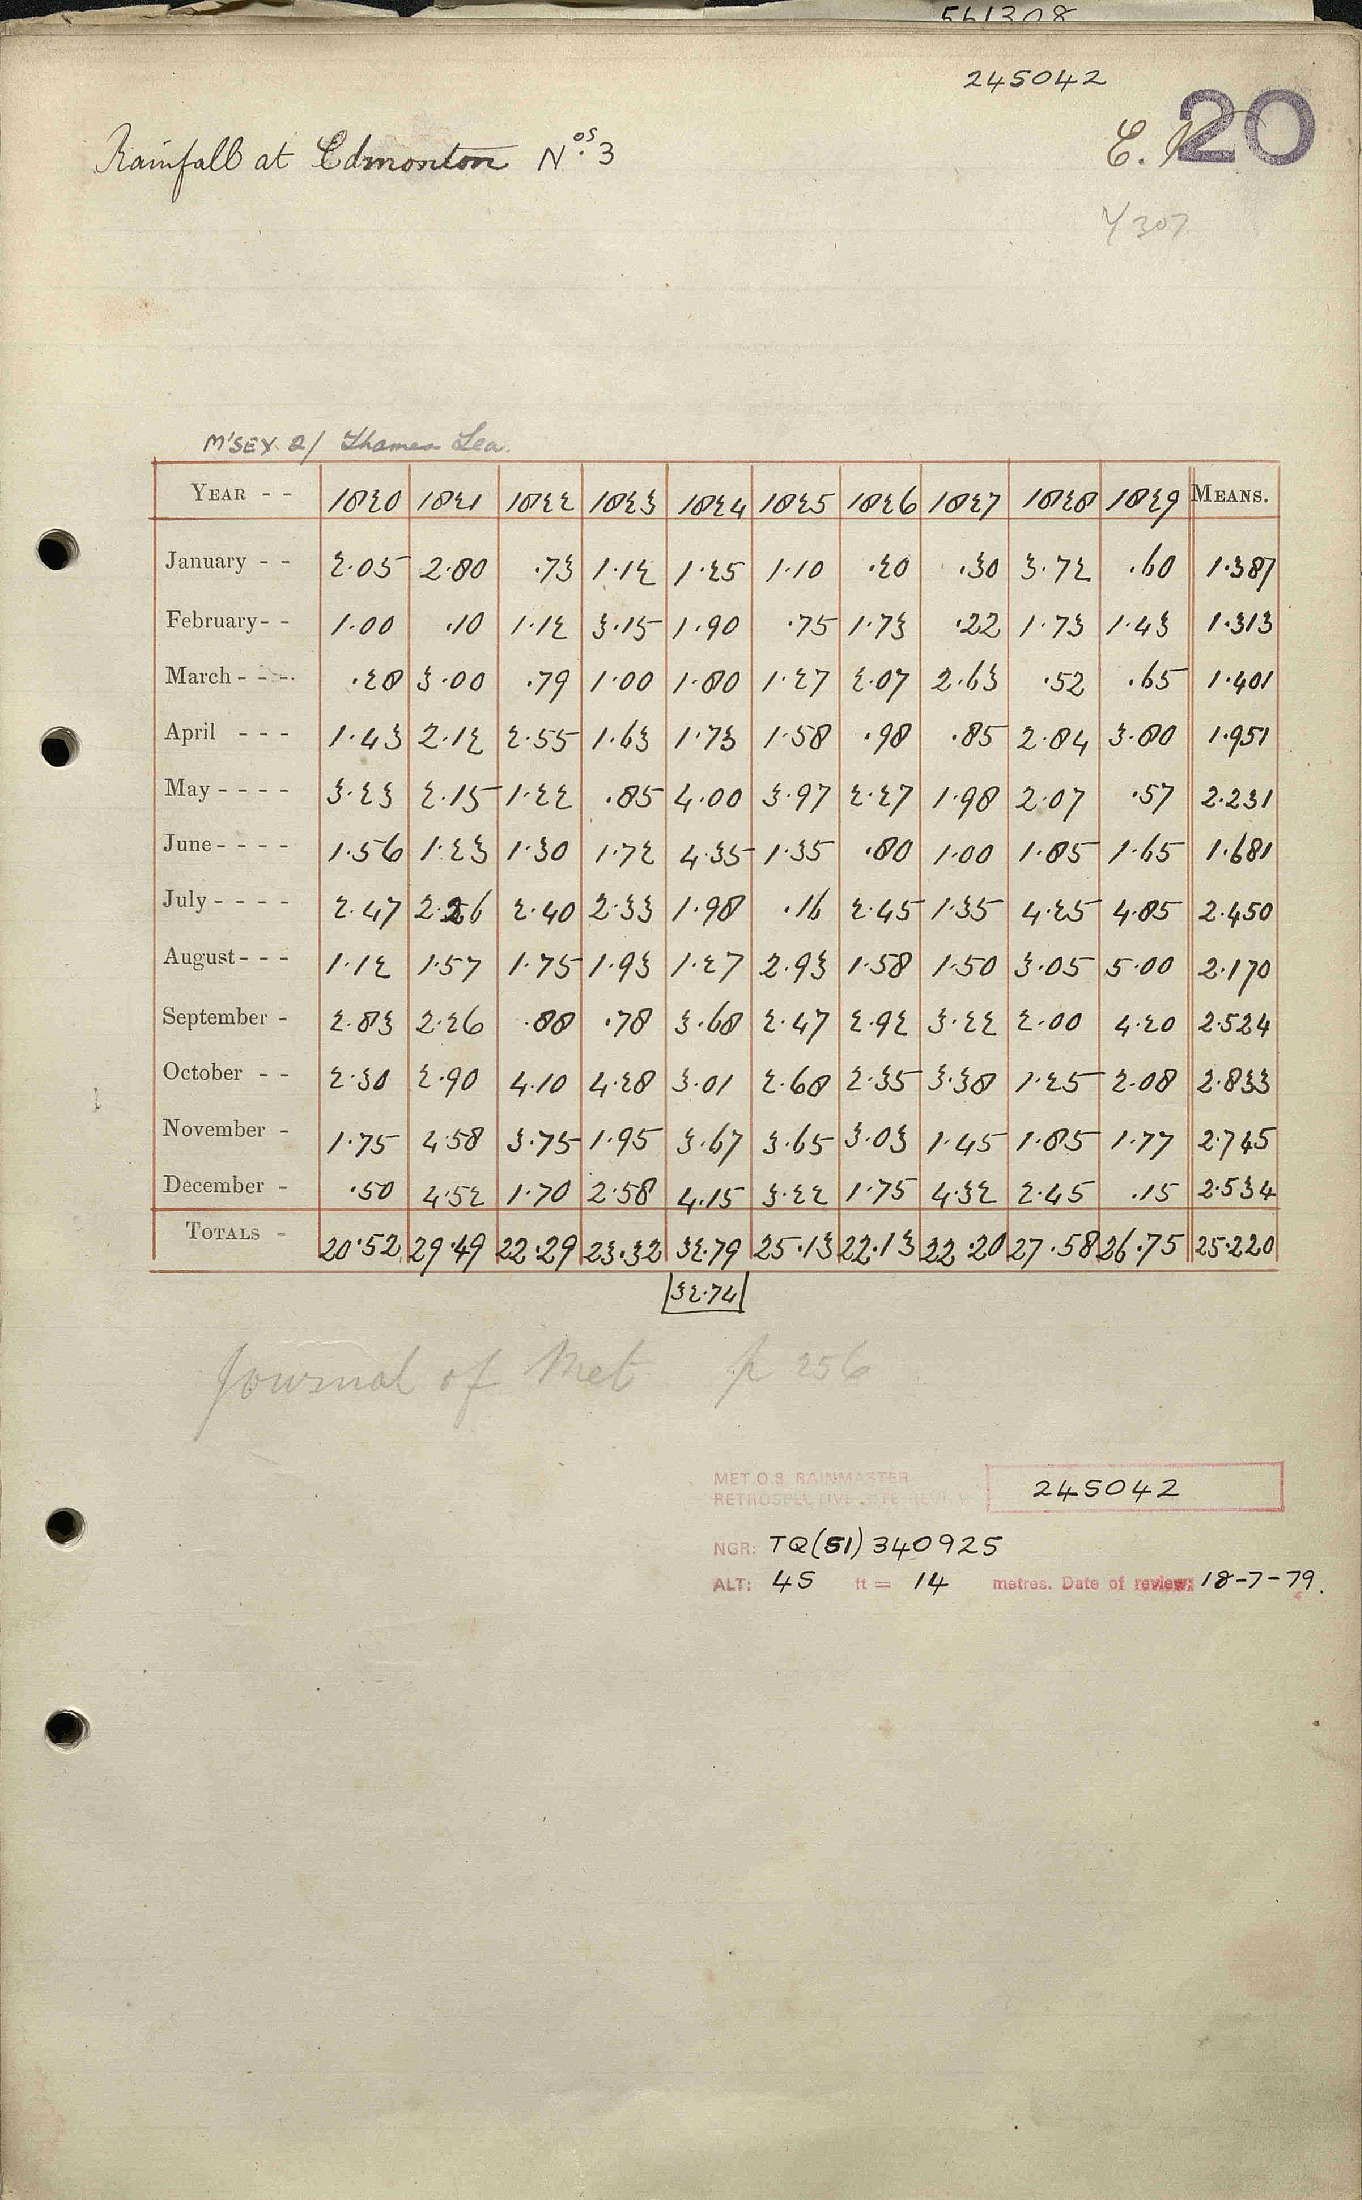 561308
245042
20
Rainfall at Edmonton Nos. 3
E.
Y 307
M'SEX 2/ Thames Lea.
YEAR - - 1820 1821 1822 1823 1824 1825 1826 1827 1828 1829 MEANS.
January - - 2.05 2.80 .73 1.12 1.25 1.10 .20 .30 3.72 .60 1.387
February - - 1.00 .10 1.12 3.15 1.90 .75 1.73 .22 1.73 1.43 1.313
March - - - .28 3.00 .79 1.00 1.80 1.27 2.07 2.63 .52 .65 1.401
April - - - 1.43 2.12 2.55 1.63 1.73 1.58 .98 .85 2.84 3.80 1.951
May - - - - 3.23 2.15 1.22 .85 4.00 3.97 2.27 1.98 2.07 .57 2.231
June - - - - 1.56 1.23 1.30 1.72 4.35 1.35 .80 1.00 1.85 1.65 1.681
July - - - - 2.47 2.26 2.40 2.33 1.98 .16 2.45 1.35 4.25 4.85 2.450
August - - - 1.12 1.57 1.75 1.93 1.27 2.93 1.58 1.50 3.05 5.00 2.170
September - 2.83 2.26 .88 .78 3.68 2.47 2.92 3.22 2.00 4.20 2.524
October - - 2.30 2.90 4.10 4.28 3.01 2.68 2.35 3.38 1.25 2.08 2.833
November - 1.75 4.58 3.75 1.95 3.67 3.65 3.03 1.45 1.85 1.77 2.745
December - .50 4.52 1.70 2.58 4.15 3.22 1.75 4.32 2.45 .15 2.534
TOTALS - 20.52 29.49 22.29 23.32 32.79 25.13 22.13 22.20 27.58 26.75 25.220
32.74
Journal of Met p 256
MET.O.8 RAINMASTER
RETROSPECTIVE SITE REVIEW 245042
NGR: TQ(51)340925
ALT: 45 ft = 14 metres. Date of review: 18-7-79.